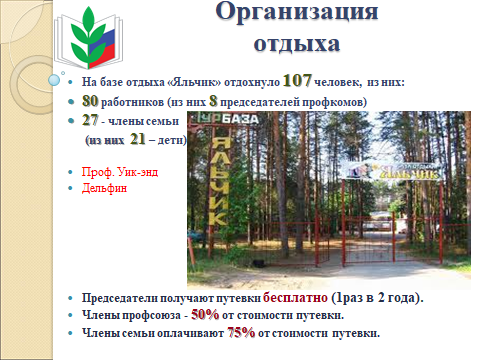 Организация
отдыха
На базе отдыха «Яльчик» отдохнуло 107 человек, из них:
80 работников (из них 8 председателей профкомов)
27 - члены семьи
(из них 21 – дети)
Проф. Уик-энд
Дельфин
ТУРБАЗА
ЯЛЬЧИК
ЯЛЬЧИК
Председатели получают путевки бесплатно (1раз в 2 года).
Члены профсоюза - 50% от стоимости путевки.
Члены семьи оплачивают 75% от стоимости путевки.